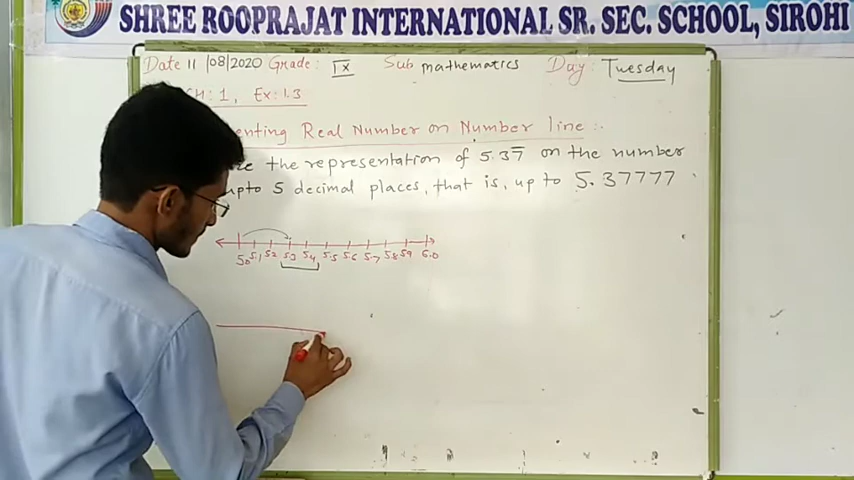 SHREE ROOPRAJAT INTERNATIONAL SR. SEC. SCHOOL, SIROHI
Date 11/08/2020 Grade: IX Sub mathematics Day: Tuesday
1, Ex: 1.3
enting Real Number on Number line :-
the representation of 5.37̅ on the number
upto 5 decimal places, that is, up to 5.37777
5.0 5.1 5.2 5.3 5.4 5.5 5.6 5.7 5.8 5.9 6.0